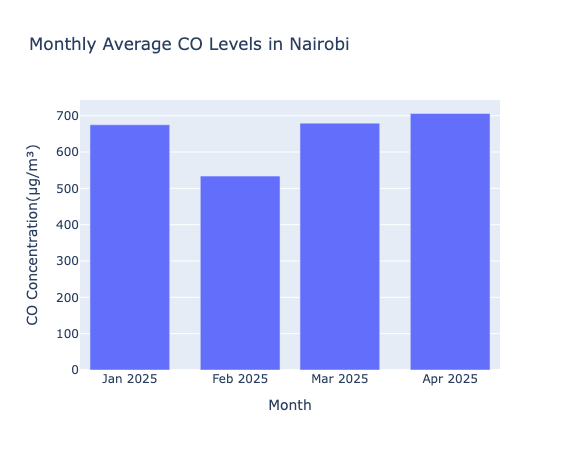 Monthly Average CO Levels in Nairobi
CO Concentration(µg/m³)
700
600
500
400
300
200
100
0
Jan 2025 Feb 2025 Mar 2025 Apr 2025
Month